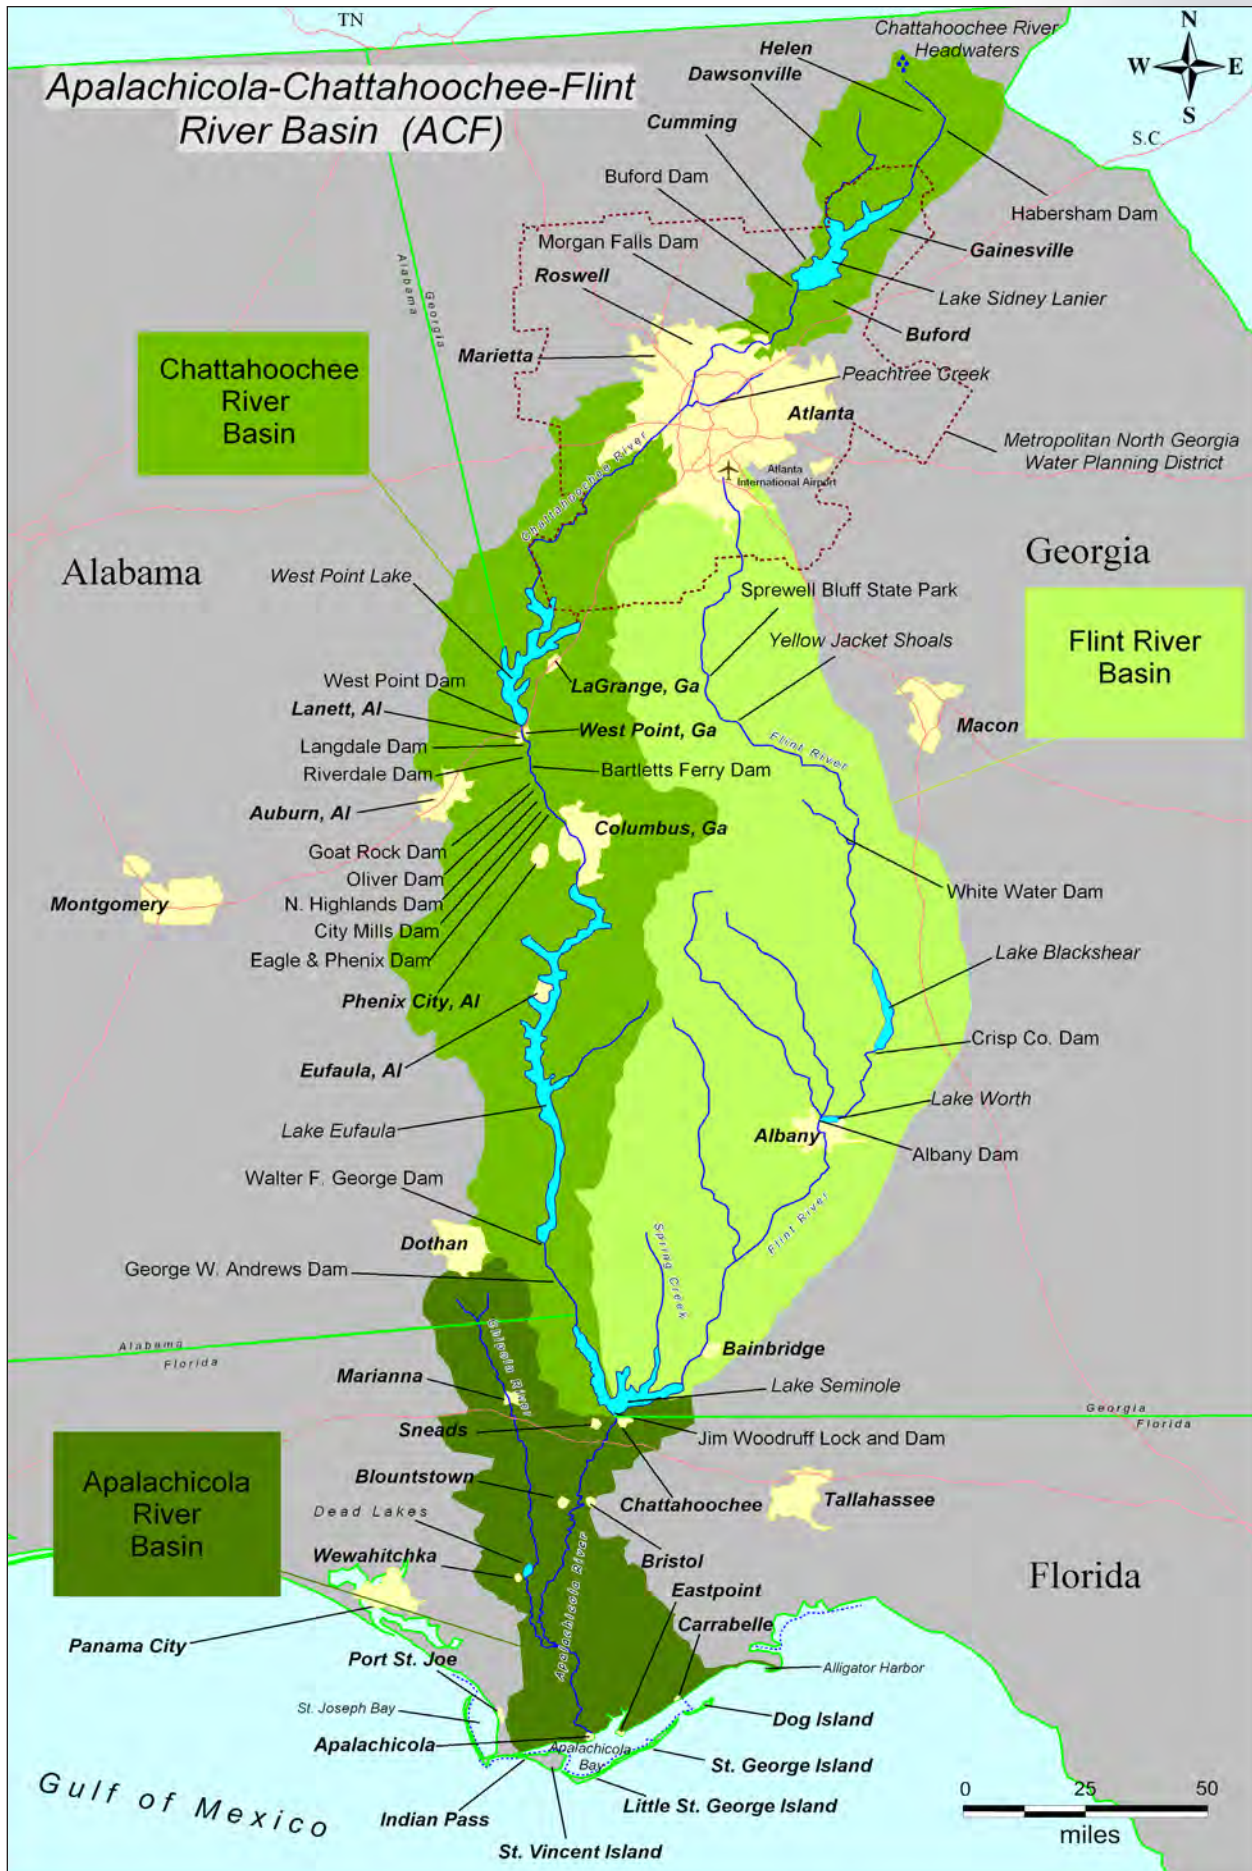 TN
Chattahoochee River
Headwaters
N
W
E
S
Helen
Dawsonville
Apalachicola-Chattahoochee-Flint
River Basin (ACF)
Cumming
S.C
Buford Dam
Habersham Dam
Morgan Falls Dam
Gainesville
Roswell
Alabama
Georgia
Lake Sidney Lanier
Buford
Marietta
Chattahoochee
River
Basin
Peachtree Creek
Atlanta
Metropolitan North Georgia
Water Planning District
Chattahoochee River
Atlanta
International Airport
Alabama
Georgia
West Point Lake
Sprewell Bluff State Park
Yellow Jacket Shoals
Flint River
Basin
West Point Dam
LaGrange, Ga
Lanett, Al
West Point, Ga
Macon
Langdale Dam
Flint River
Riverdale Dam
Bartletts Ferry Dam
Auburn, Al
Columbus, Ga
Goat Rock Dam
Oliver Dam
White Water Dam
N. Highlands Dam
Montgomery
City Mills Dam
Eagle & Phenix Dam
Lake Blackshear
Phenix City, Al
Crisp Co. Dam
Eufaula, Al
Lake Worth
Lake Eufaula
Albany
Albany Dam
Walter F. George Dam
Flint River
Dothan
Spring Creek
George W. Andrews Dam
Alabama
Florida
Chipola River
Bainbridge
Marianna
Lake Seminole
Georgia
Florida
Sneads
Jim Woodruff Lock and Dam
Apalachicola
River
Basin
Blountstown
Chattahoochee
Tallahassee
Dead Lakes
Wewahitchka
Bristol
Florida
Apalachicola River
Eastpoint
Carrabelle
Panama City
Port St. Joe
Alligator Harbor
St. Joseph Bay
Dog Island
Apalachicola
Apalachicola
Bay
St. George Island
Gulf of Mexico
0 25 50
miles
Little St. George Island
Indian Pass
St. Vincent Island